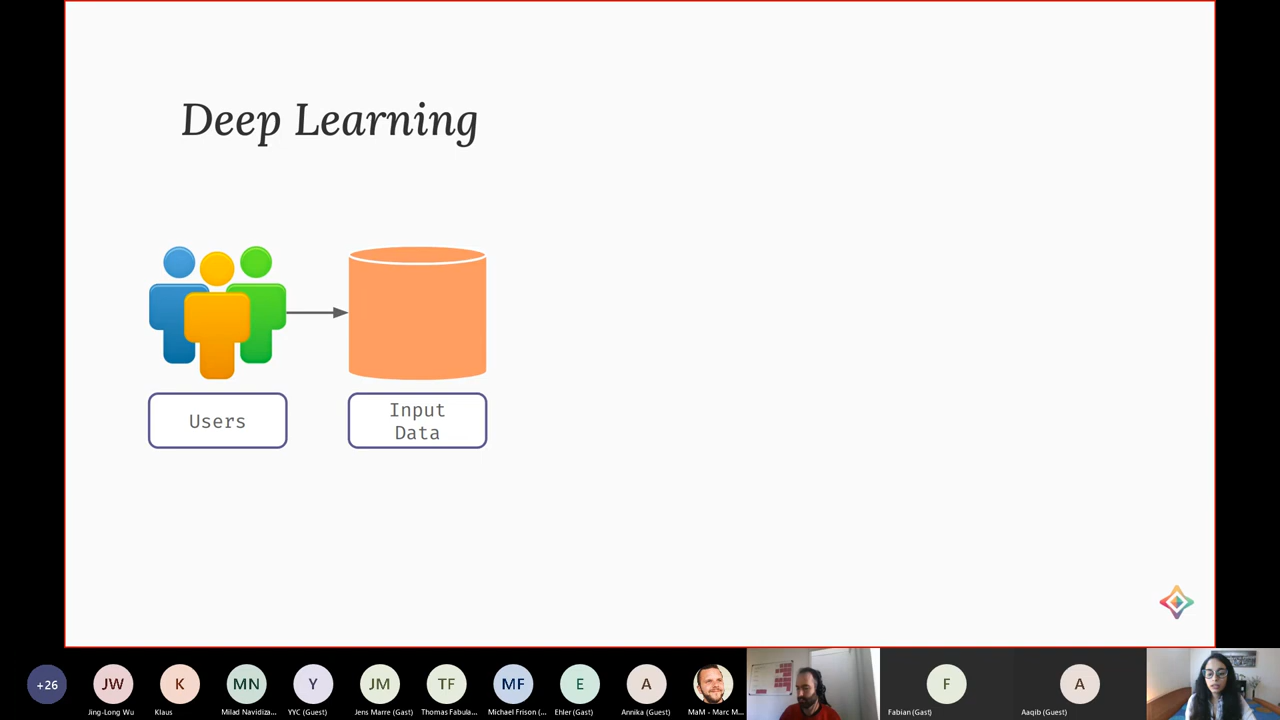 Deep Learning
Users
Input
Data
+26
JW
K
MN
Y
JM
TF
MF
E
A
F
A
Jing-Long Wu
Klaus
Milad Navidiza...
YYC (Guest)
Jens Marre (Gast)
Thomas Fabula...
Michael Frison (...
Ehler (Gast)
Annika (Guest)
MaM - Marc M...
Fabian (Gast)
Aaqib (Guest)